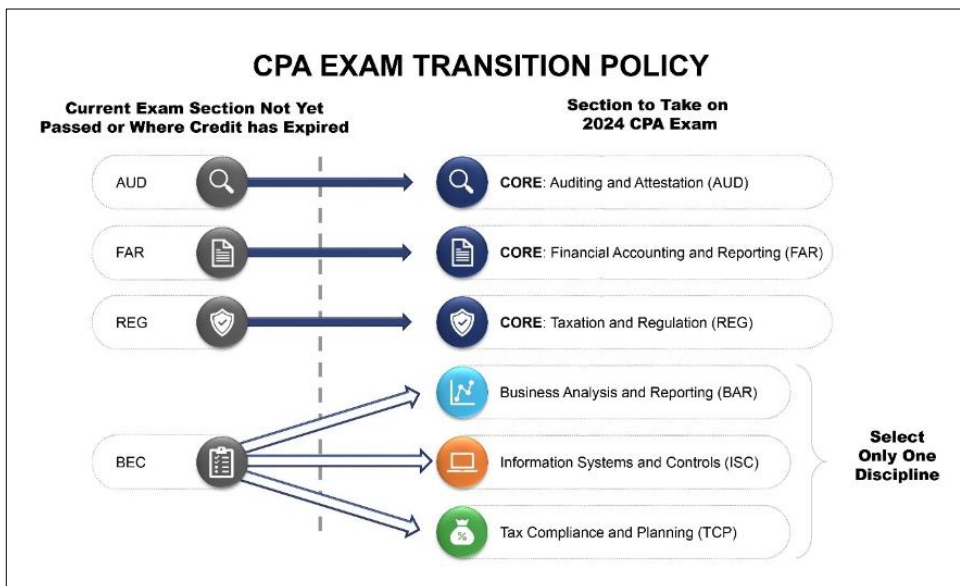 CPA EXAM TRANSITION POLICY
Current Exam Section Not Yet
Passed or Where Credit has Expired
Section to Take on
2024 CPA Exam
AUD
CORE: Auditing and Attestation (AUD)
FAR
CORE: Financial Accounting and Reporting (FAR)
REG
CORE: Taxation and Regulation (REG)
BEC
Business Analysis and Reporting (BAR)
Information Systems and Controls (ISC)
Tax Compliance and Planning (TCP)
%
Select
Only One
Discipline